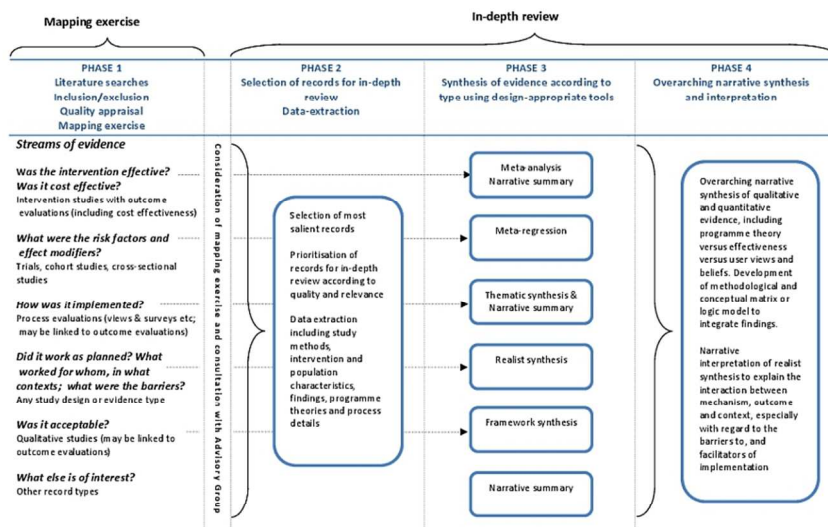 Mapping exercise
In-depth review
PHASE 1
Literature searches
Inclusion/exclusion
Quality appraisal
Mapping exercise
PHASE 2
Selection of records for in-depth
review
Data-extraction
PHASE 3
Synthesis of evidence according to
type using design-appropriate tools
PHASE 4
Overarching narrative synthesis
and interpretation
Streams of evidence
Was the intervention effective?
Was it cost effective?
Intervention studies with outcome
evaluations (including cost effectiveness)
What were the risk factors and
effect modifiers?
Trials, cohort studies, cross-sectional
studies
How was it implemented?
Process evaluations (views & surveys etc;
may be linked to outcome evaluations)
Did it work as planned? What
worked for whom, in what
contexts; what were the barriers?
Any study design or evidence type
Was it acceptable?
Qualitative studies (may be linked to
outcome evaluations)
What else is of interest?
Other record types
Consideration of mapping exercise and consultation with Advisory Group
Selection of most
salient records
Prioritisation of
records for in-depth
review according to
quality and relevance
Data extraction
including study
methods,
intervention and
population
characteristics,
findings, programme
theories and process
details
Meta-analysis
Narrative summary
Meta-regression
Thematic synthesis &
Narrative summary
Realist synthesis
Framework synthesis
Narrative summary
Overarching narrative
synthesis of qualitative
and quantitative
evidence, including
programme theory
versus effectiveness
versus user views and
beliefs. Development
of methodological and
conceptual matrix or
logic model to
integrate findings.
Narrative
interpretation of realist
synthesis to explain the
interaction between
mechanism, outcome
and context, especially
with regard to the
barriers to, and
facilitators of
implementation